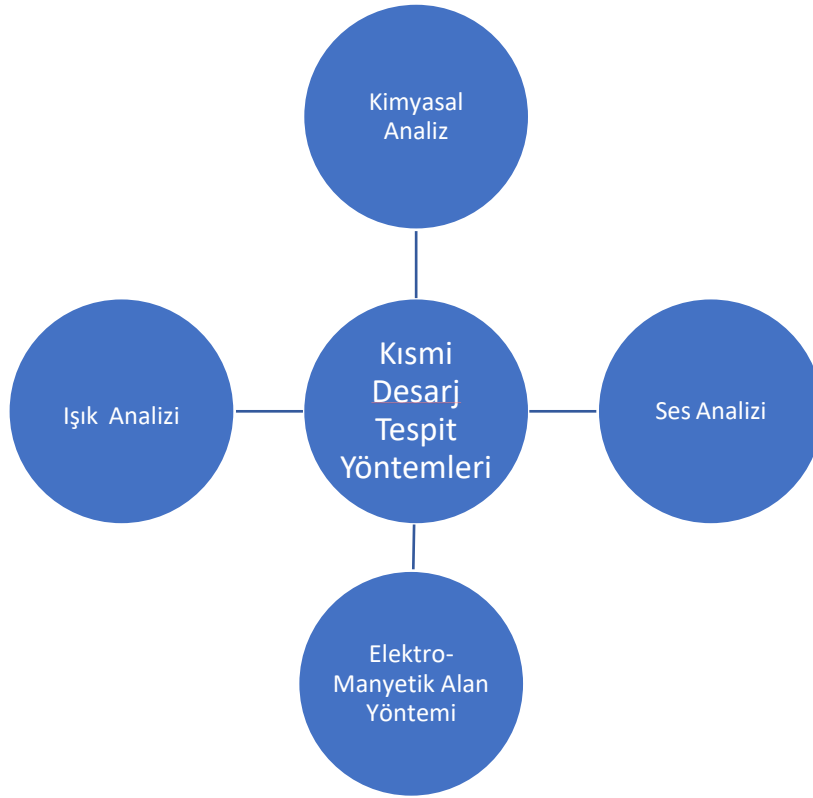 Kimyasal
Analiz
Işık Analizi
Kısmi
Desarj
Tespit
Yöntemleri
Ses Analizi
Elektro-
Manyetik Alan
Yöntemi